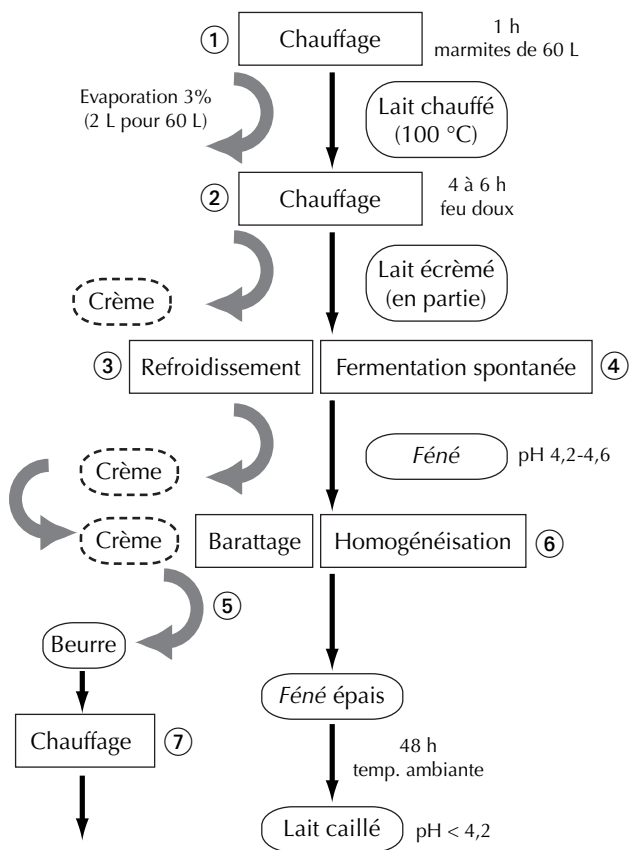 1 Chauffage
1 h
marmites de 60 L
Evaporation 3%
(2 L pour 60 L)
Lait chauffé
(100 °C)
2 Chauffage
4 à 6 h
feu doux
Crème
Lait écrèmé
(en partie)
3 Refroidissement
Fermentation spontanée 4
Crème
Féné
pH 4,2-4,6
Crème
Barattage
Homogénéisation 6
5
Beurre
Féné épais
Chauffage 7
48 h
temp. ambiante
Lait caillé
pH < 4,2